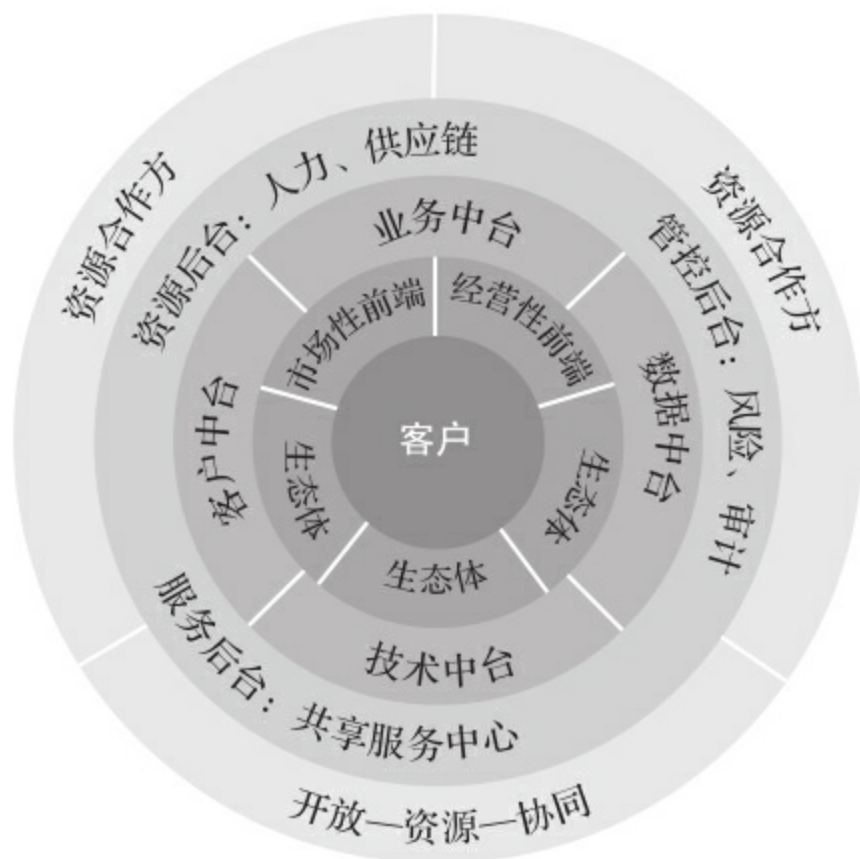 资源合作方
资源合作方
资源后台：人力、供应链
管控后台：风险、审计
业务中台
市场性前端
经营性前端
客户中台
数据中台
客户
生态体
生态体
生态体
技术中台
服务后台：共享服务中心
开放—资源—协同